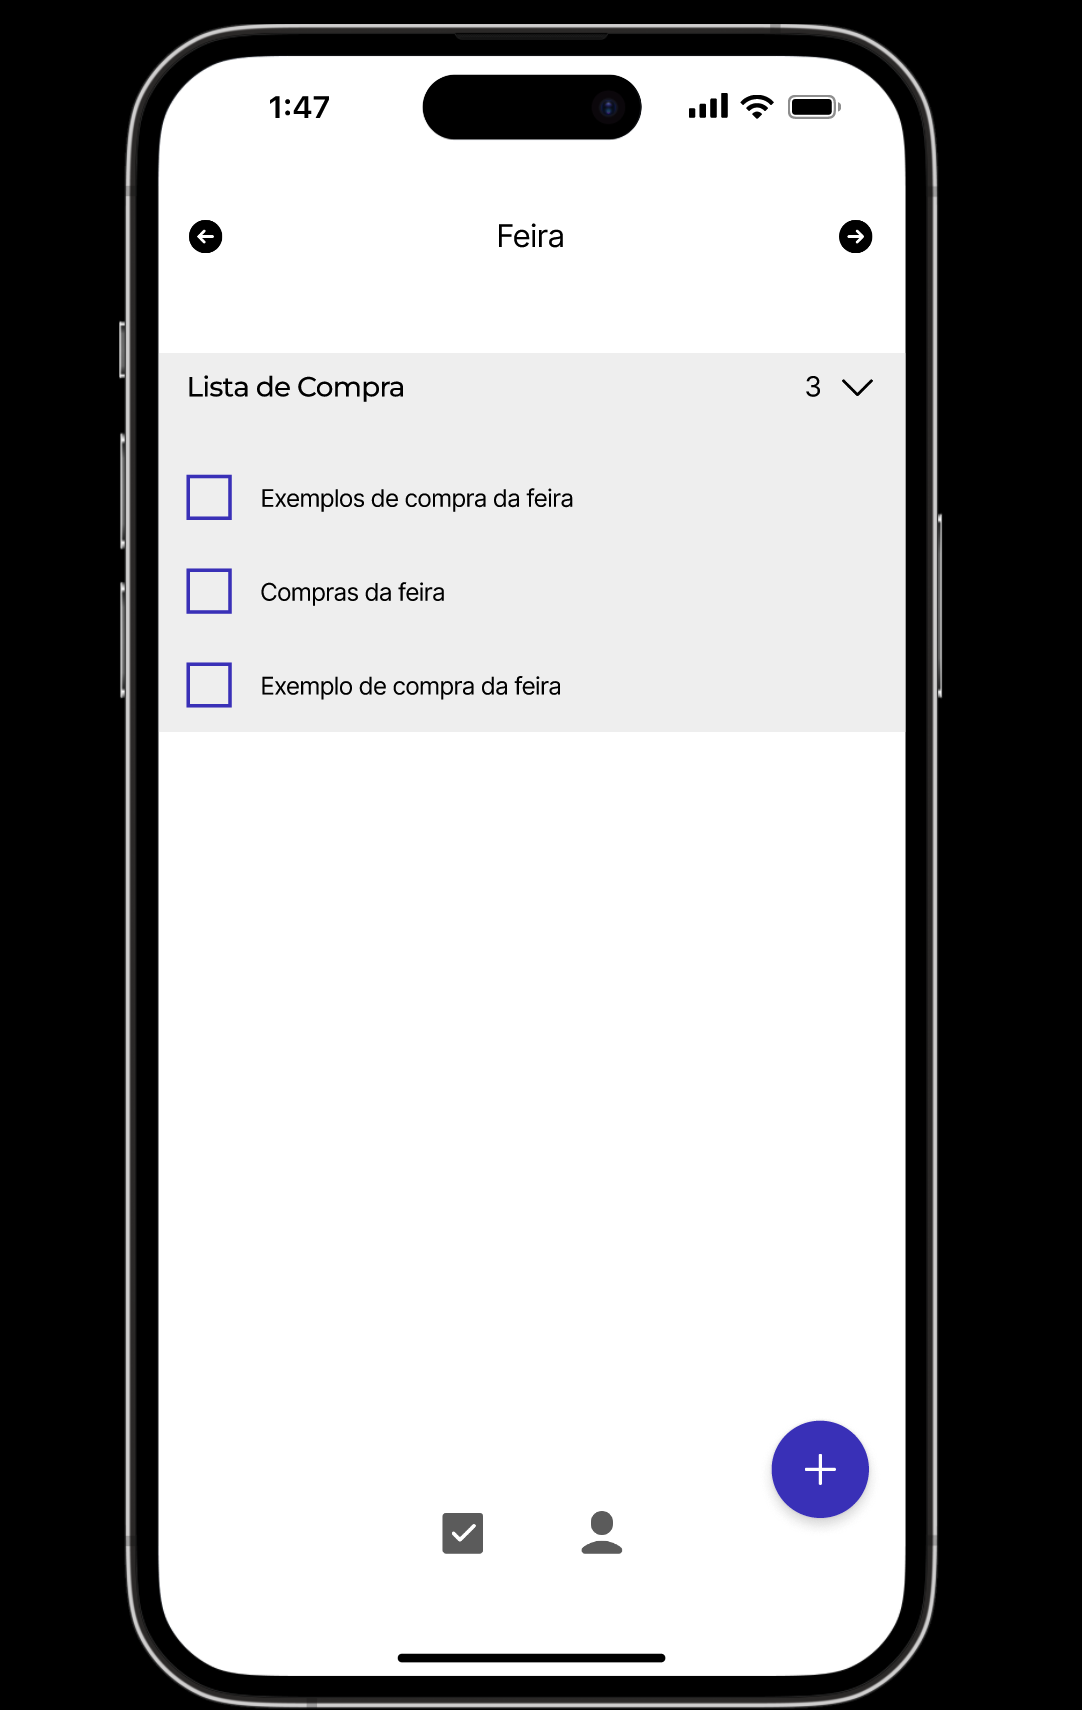 1:47
Feira
Lista de Compra 3
Exemplos de compra da feira
Compras da feira
Exemplo de compra da feira